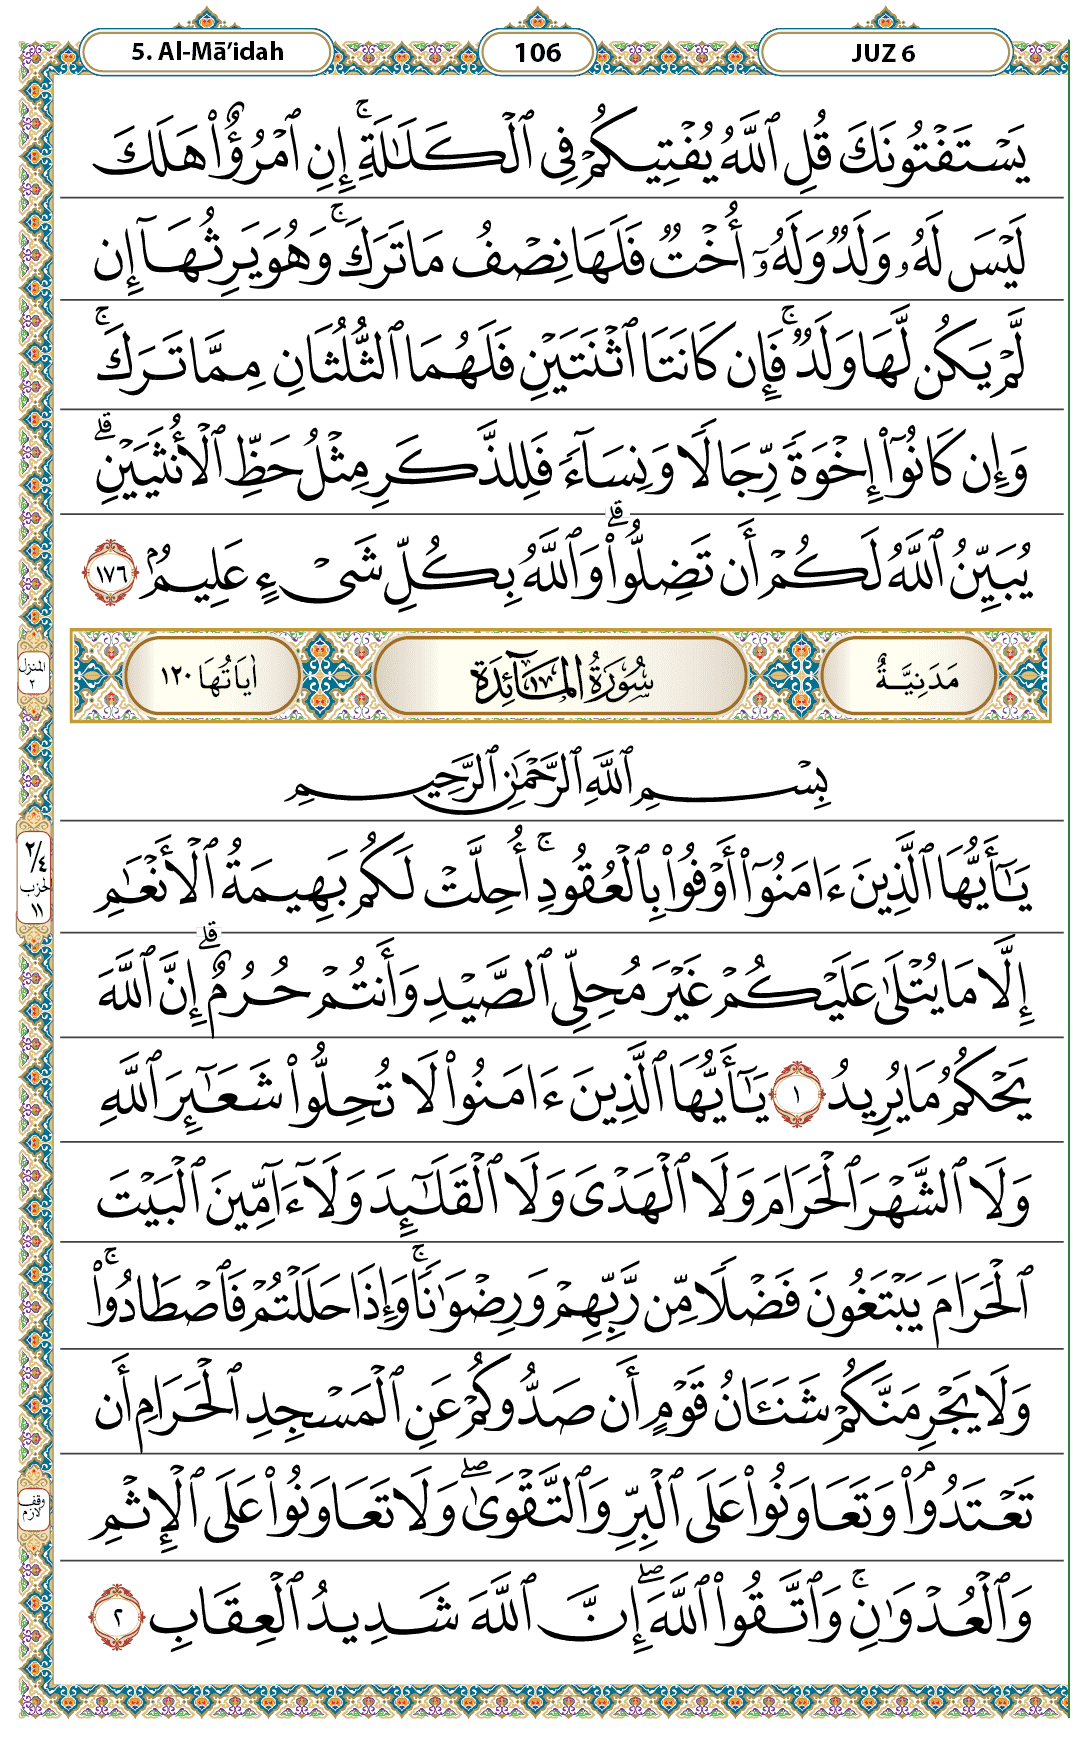 5. Al-Mā’idah
106
JUZ 6
يَسْتَفْتُونَكَ قُلِ ٱللَّهُ يُفْتِيكُمْ فِى ٱلْكَلَـٰلَةِ ۚ إِنِ ٱمْرُؤٌا۟ هَلَكَ
لَيْسَ لَهُۥ وَلَدٌ وَلَهُۥٓ أُخْتٌ فَلَهَا نِصْفُ مَا تَرَكَ ۚ وَهُوَ يَرِثُهَآ إِن
لَّمْ يَكُن لَّهَا وَلَدٌ ۚ فَإِن كَانَتَا ٱثْنَتَيْنِ فَلَهُمَا ٱلثُّلُثَانِ مِمَّا تَرَكَ ۚ
وَإِن كَانُوٓا۟ إِخْوَةً رِّجَالًا وَنِسَآءً فَلِلذَّكَرِ مِثْلُ حَظِّ ٱلْأُنثَيَيْنِ ۗ
يُبَيِّنُ ٱللَّهُ لَكُمْ أَن تَضِلُّوا۟ ۗ وَٱللَّهُ بِكُلِّ شَىْءٍ عَلِيمٌۢ ١٧٦
مَدَنِيَّةٌ
سُورَةُ الْمَآئِدَةِ
اٰيَاتُهَا ١٢٠
بِسْمِ ٱللَّهِ ٱلرَّحْمَـٰنِ ٱلرَّحِيمِ
يَـٰٓأَيُّهَا ٱلَّذِينَ ءَامَنُوٓا۟ أَوْفُوا۟ بِٱلْعُقُودِ ۚ أُحِلَّتْ لَكُم بَهِيمَةُ ٱلْأَنْعَـٰمِ
إِلَّا مَا يُتْلَىٰ عَلَيْكُمْ غَيْرَ مُحِلِّى ٱلصَّيْدِ وَأَنتُمْ حُرُمٌ ۗ إِنَّ ٱللَّهَ
يَحْكُمُ مَا يُرِيدُ ١ يَـٰٓأَيُّهَا ٱلَّذِينَ ءَامَنُوا۟ لَا تُحِلُّوا۟ شَعَـٰٓئِرَ ٱللَّهِ
وَلَا ٱلشَّهْرَ ٱلْحَرَامَ وَلَا ٱلْهَدْىَ وَلَا ٱلْقَلَـٰٓئِدَ وَلَآ ءَآمِّينَ ٱلْبَيْتَ
ٱلْحَرَامَ يَبْتَغُونَ فَضْلًا مِّن رَّبِّهِمْ وَرِضْوَٰنًا ۚ وَإِذَا حَلَلْتُمْ فَٱصْطَادُوا۟ ۚ
وَلَا يَجْرِمَنَّكُمْ شَنَـَٔانُ قَوْمٍ أَن صَدُّوكُمْ عَنِ ٱلْمَسْجِدِ ٱلْحَرَامِ أَن
تَعْتَدُوا۟ ۘ وَتَعَاوَنُوا۟ عَلَى ٱلْبِرِّ وَٱلتَّقْوَىٰ ۖ وَلَا تَعَاوَنُوا۟ عَلَى ٱلْإِثْمِ
وَٱلْعُدْوَٰنِ ۚ وَٱتَّقُوا۟ ٱللَّهَ ۖ إِنَّ ٱللَّهَ شَدِيدُ ٱلْعِقَابِ ٢
المنزل
٢
٢/٤
الحزب
١١
وقف
لازم